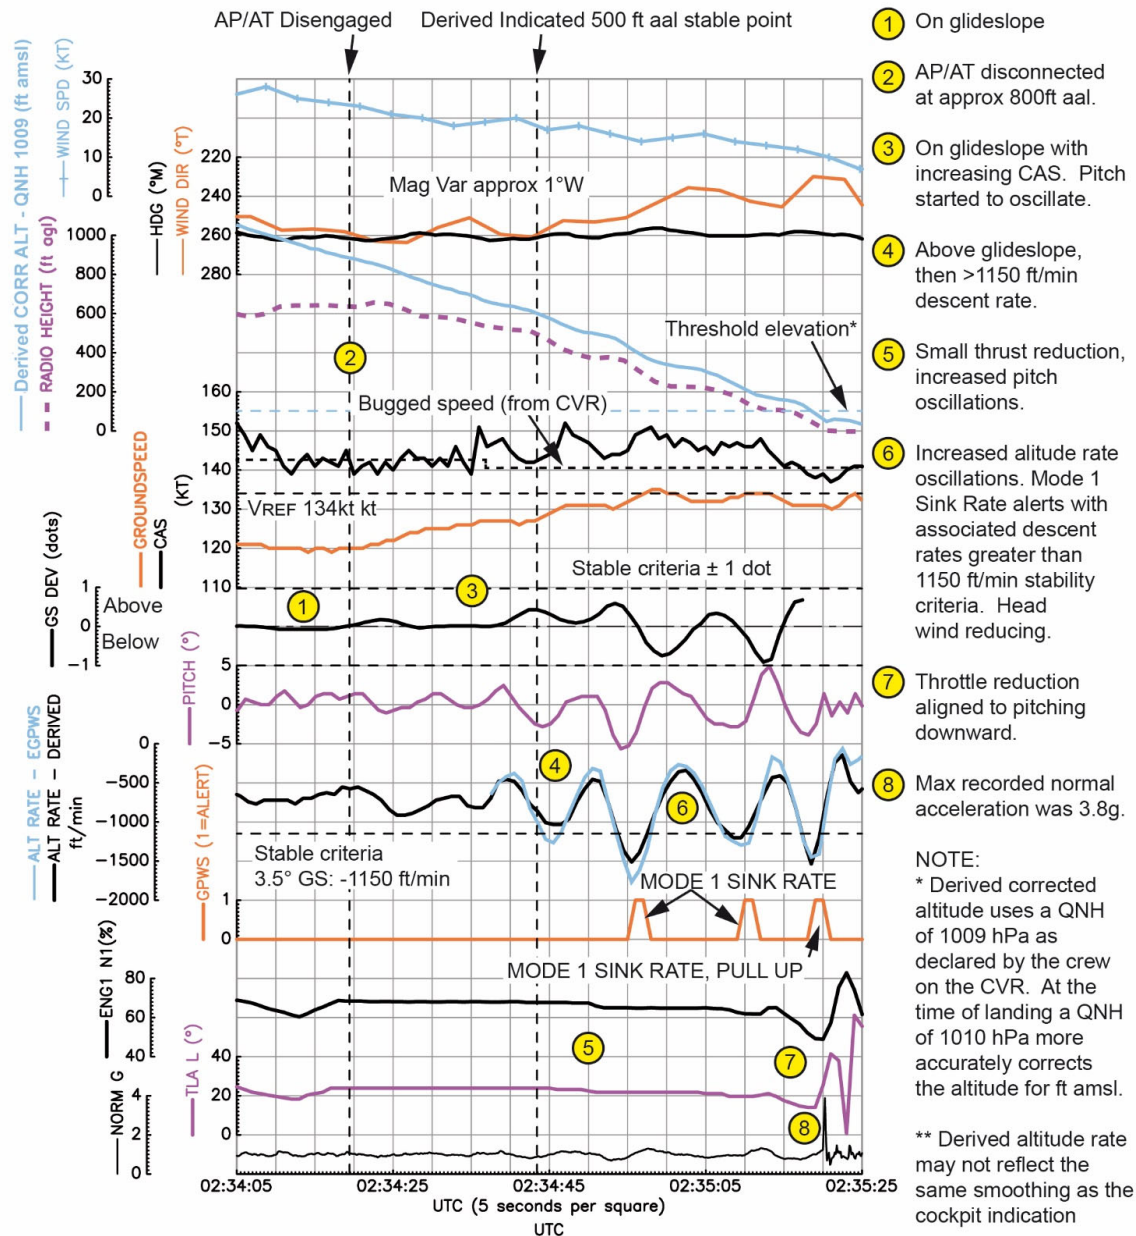 AP/AT Disengaged
Derived Indicated 500 ft aal stable point
Derived CORR ALT - QNH 1009 (ft amsl)
WIND SPD (KT)
30
20
10
0
RADIO HEIGHT (ft agl)
1000
800
600
400
200
0
HDG (°M)
WIND DIR (°T)
220
240
260
280
Mag Var approx 1°W
2
Threshold elevation*
Bugged speed (from CVR)
GROUNDSPEED
CAS
(KT)
160
150
140
130
120
110
VREF 134kt kt
Stable criteria ± 1 dot
GS DEV (dots)
1
0
-1
Above
Below
1
3
PITCH (°)
5
0
-5
ALT RATE - EGPWS
ALT RATE - DERIVED
ft/min
0
-500
-1000
-1500
-2000
4
6
Stable criteria
3.5° GS: -1150 ft/min
GPWS (1=ALERT)
1
0
MODE 1 SINK RATE
MODE 1 SINK RATE, PULL UP
ENG1 N1(%)
80
60
40
5
7
TLA L (°)
40
20
0
NORM G
4
2
0
8
02:34:05
02:34:25
02:34:45
02:35:05
02:35:25
UTC (5 seconds per square)
UTC
1 On glideslope
2 AP/AT disconnected
at approx 800ft aal.
3 On glideslope with
increasing CAS. Pitch
started to oscillate.
4 Above glideslope,
then >1150 ft/min
descent rate.
5 Small thrust reduction,
increased pitch
oscillations.
6 Increased alitude rate
oscillations. Mode 1
Sink Rate alerts with
associated descent
rates greater than
1150 ft/min stability
criteria. Head
wind reducing.
7 Throttle reduction
aligned to pitching
downward.
8 Max recorded normal
acceleration was 3.8g.
NOTE:
* Derived corrected
altitude uses a QNH
of 1009 hPa as
declared by the crew
on the CVR. At the
time of landing a QNH
of 1010 hPa more
accurately corrects
the altitude for ft amsl.
** Derived altitude rate
may not reflect the
same smoothing as the
cockpit indication